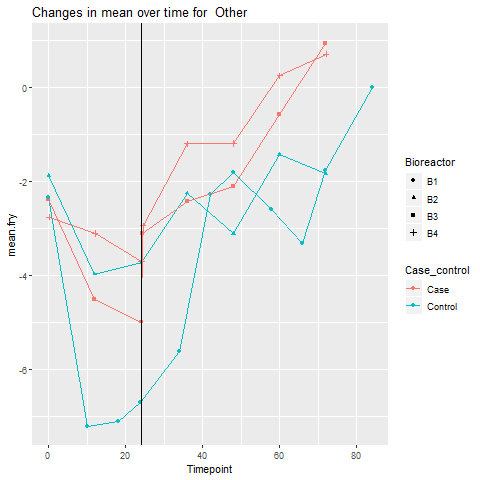 Changes in mean over time for  Other
mean.fry
0
-2
-4
-6
0
20
40
60
80
Timepoint
Bioreactor
B1
B2
B3
B4
Case_control
Case
Control